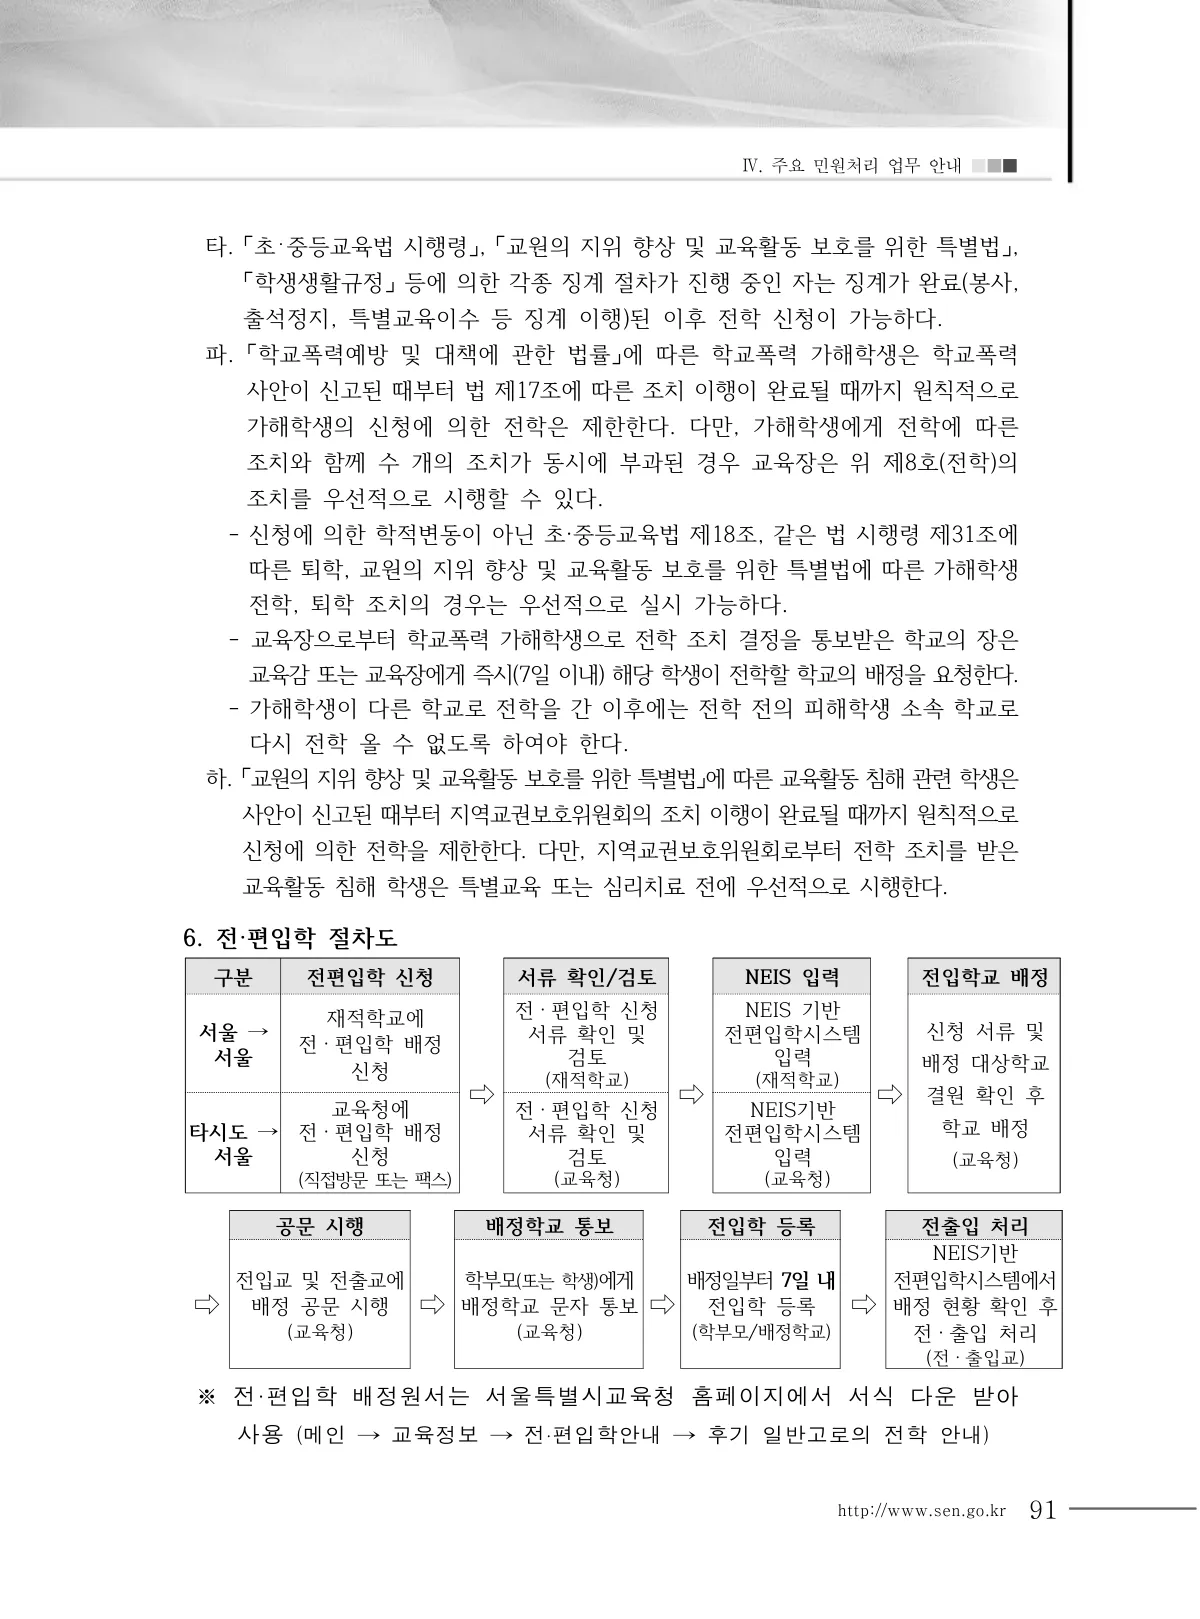 Ⅳ. 주요 민원처리 업무 안내
타. 「초·중등교육법 시행령」, 「교원의 지위 향상 및 교육활동 보호를 위한 특별법」,
「학생생활규정」 등에 의한 각종 징계 절차가 진행 중인 자는 징계가 완료(봉사,
출석정지, 특별교육이수 등 징계 이행)된 이후 전학 신청이 가능하다.
파. 「학교폭력예방 및 대책에 관한 법률」에 따른 학교폭력 가해학생은 학교폭력
사안이 신고된 때부터 법 제17조에 따른 조치 이행이 완료될 때까지 원칙적으로
가해학생의 신청에 의한 전학은 제한한다. 다만, 가해학생에게 전학에 따른
조치와 함께 수 개의 조치가 동시에 부과된 경우 교육장은 위 제8호(전학)의
조치를 우선적으로 시행할 수 있다.
- 신청에 의한 학적변동이 아닌 초·중등교육법 제18조, 같은 법 시행령 제31조에
따른 퇴학, 교원의 지위 향상 및 교육활동 보호를 위한 특별법에 따른 가해학생
전학, 퇴학 조치의 경우는 우선적으로 실시 가능하다.
- 교육장으로부터 학교폭력 가해학생으로 전학 조치 결정을 통보받은 학교의 장은
교육감 또는 교육장에게 즉시(7일 이내) 해당 학생이 전학할 학교의 배정을 요청한다.
- 가해학생이 다른 학교로 전학을 간 이후에는 전학 전의 피해학생 소속 학교로
다시 전학 올 수 없도록 하여야 한다.
하. 「교원의 지위 향상 및 교육활동 보호를 위한 특별법」에 따른 교육활동 침해 관련 학생은
사안이 신고된 때부터 지역교권보호위원회의 조치 이행이 완료될 때까지 원칙적으로
신청에 의한 전학을 제한한다. 다만, 지역교권보호위원회로부터 전학 조치를 받은
교육활동 침해 학생은 특별교육 또는 심리치료 전에 우선적으로 시행한다.
6. 전·편입학 절차도
구분
전편입학 신청
서류 확인/검토
NEIS 입력
전입학교 배정
서울 →
서울
재적학교에
전·편입학 배정
신청
전·편입학 신청
서류 확인 및
검토
(재적학교)
NEIS 기반
전편입학시스템
입력
(재적학교)
신청 서류 및
배정 대상학교
결원 확인 후
학교 배정
(교육청)
⇨
⇨
⇨
타시도 →
서울
교육청에
전·편입학 배정
신청
(직접방문 또는 팩스)
전·편입학 신청
서류 확인 및
검토
(교육청)
NEIS기반
전편입학시스템
입력
(교육청)
공문 시행
배정학교 통보
전입학 등록
전출입 처리
⇨
전입교 및 전출교에
배정 공문 시행
(교육청)
⇨
학부모(또는 학생)에게
배정학교 문자 통보
(교육청)
⇨
배정일부터 7일 내
전입학 등록
(학부모/배정학교)
⇨
NEIS기반
전편입학시스템에서
배정 현황 확인 후
전·출입 처리
(전·출입교)
※ 전·편입학 배정원서는 서울특별시교육청 홈페이지에서 서식 다운 받아
사용 (메인 → 교육정보 → 전·편입학안내 → 후기 일반고로의 전학 안내)
http://www.sen.go.kr 91